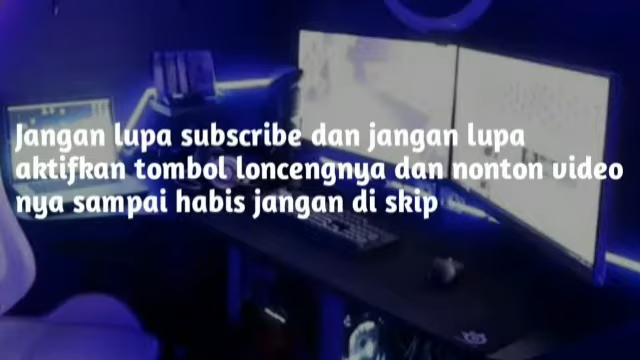 Jangan lupa subscribe dan jangan lupa
aktifkan tombol loncengnya dan nonton video
nya sampai habis jangan di skip